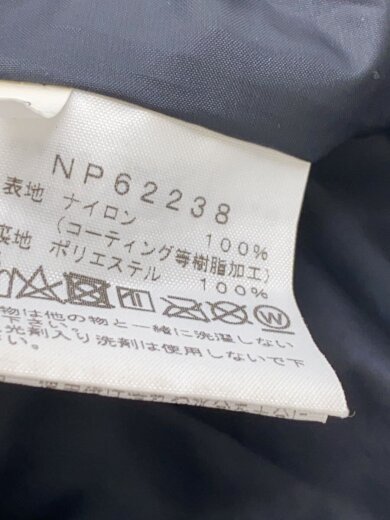 NP62238
表地 ナイロン 100%
(コーティング等樹脂加工)
裏地 ポリエステル 100%
物は他の物と一緒に洗濯しない
下さい。
光剤入り洗剤は使用しないで下
い。